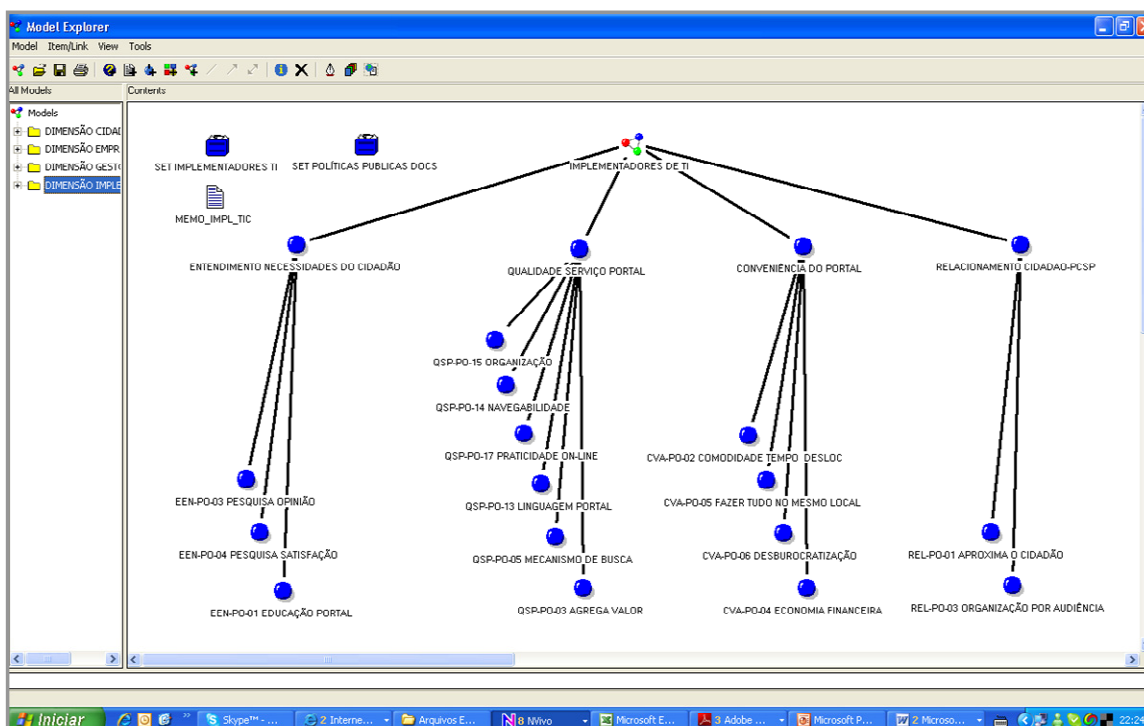 Model Explorer
Model Item/Link View Tools
All Models
Contents
Models
DIMENSÃO CIDAD
DIMENSÃO EMPR
DIMENSÃO GESTO
DIMENSÃO IMPLE
SET IMPLEMENTADORES TI
SET POLÍTICAS PUBLICAS DOCS
IMPLEMENTADORES DE TI
MEMO_IMPL_TIC
ENTENDIMENTO NECESSIDADES DO CIDADÃO
QUALIDADE SERVIÇO PORTAL
CONVENIÊNCIA DO PORTAL
RELACIONAMENTO CIDADAO-PCSP
QSP-PO-15 ORGANIZAÇÃO
QSP-PO-14 NAVEGABILIDADE
QSP-PO-17 PRATICIDADE ON-LINE
QSP-PO-13 LINGUAGEM PORTAL
QSP-PO-05 MECANISMO DE BUSCA
QSP-PO-03 AGREGA VALOR
CVA-PO-02 COMODIDADE TEMPO DESLOC
CVA-PO-05 FAZER TUDO NO MESMO LOCAL
CVA-PO-06 DESBUROCRATIZAÇÃO
CVA-PO-04 ECONOMIA FINANCEIRA
EEN-PO-03 PESQUISA OPINIÃO
EEN-PO-04 PESQUISA SATISFAÇÃO
EEN-PO-01 EDUCAÇÃO PORTAL
REL-PO-01 APROXIMA O CIDADÃO
REL-PO-03 ORGANIZAÇÃO POR AUDIÊNCIA
Iniciar
Skype™ - ...
2 Interne...
Arquivos E...
N8 NVivo
Microsoft E...
3 Adobe ...
Microsoft P...
2 Microso...
22:24